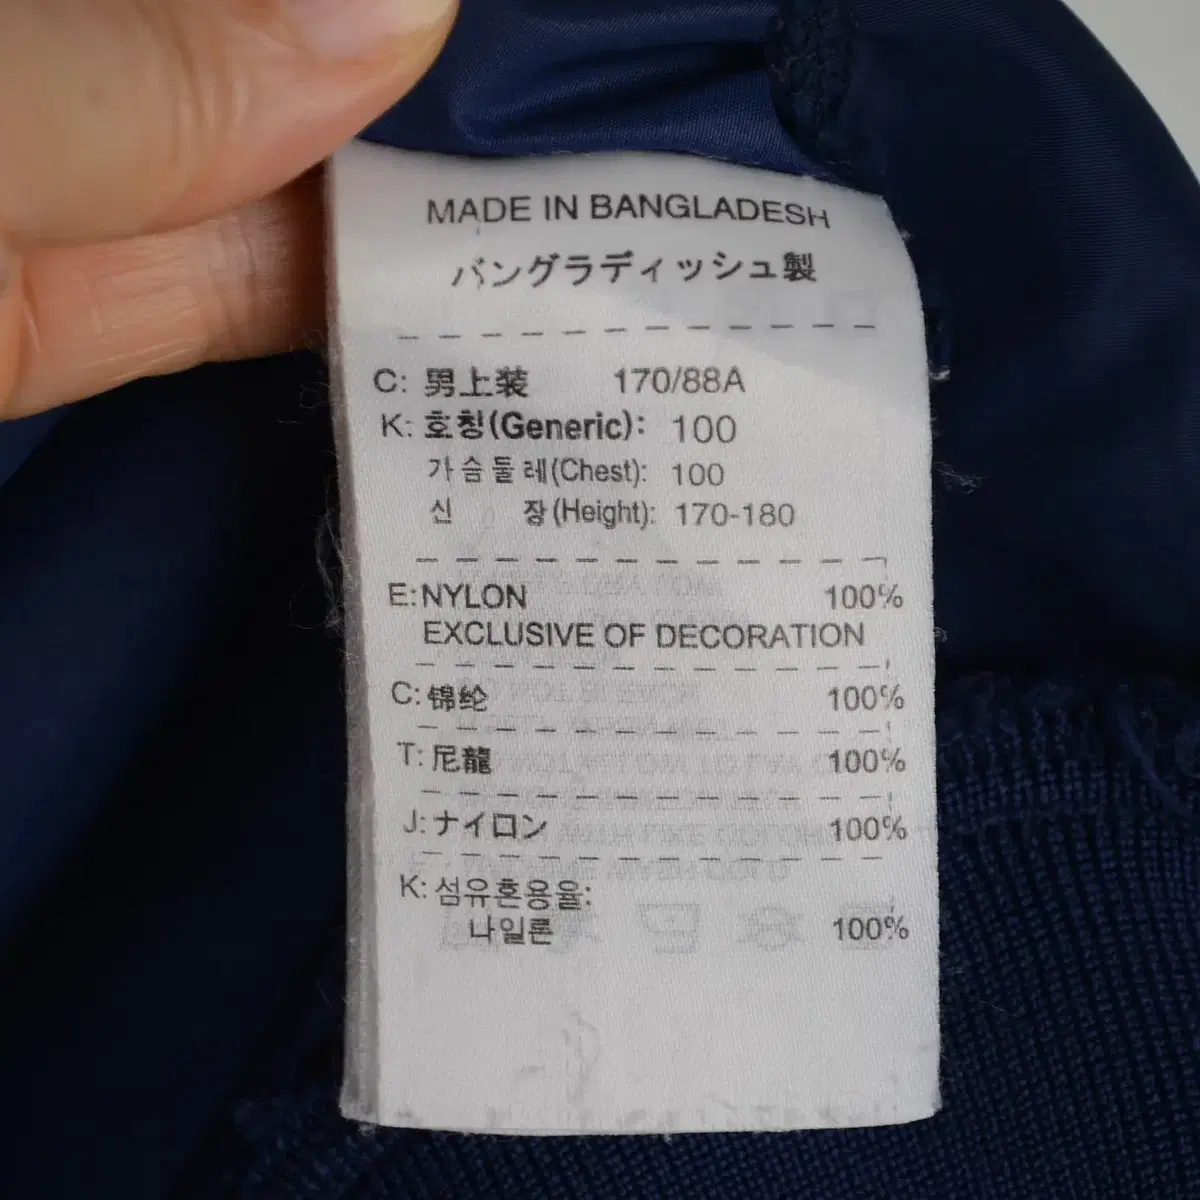 MADE IN BANGLADESH
バングラディッシュ製
C: 男上装 170/88A
K: 호칭(Generic): 100
가슴둘레(Chest): 100
신 장(Height): 170-180
E: NYLON 100%
EXCLUSIVE OF DECORATION
C: 锦纶 100%
T: 尼龍 100%
J: ナイロン 100%
K: 섬유혼용율:
나일론 100%